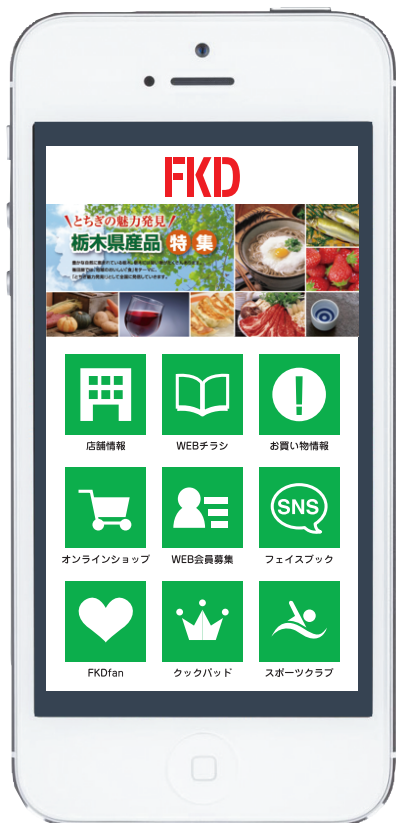 FKD
とちぎの魅力発見
栃木県産品 特集
店舗情報
WEBチラシ
お買い物情報
オンラインショップ
WEB会員募集
SNS
フェイスブック
FKDfan
クックパッド
スポーツクラブ